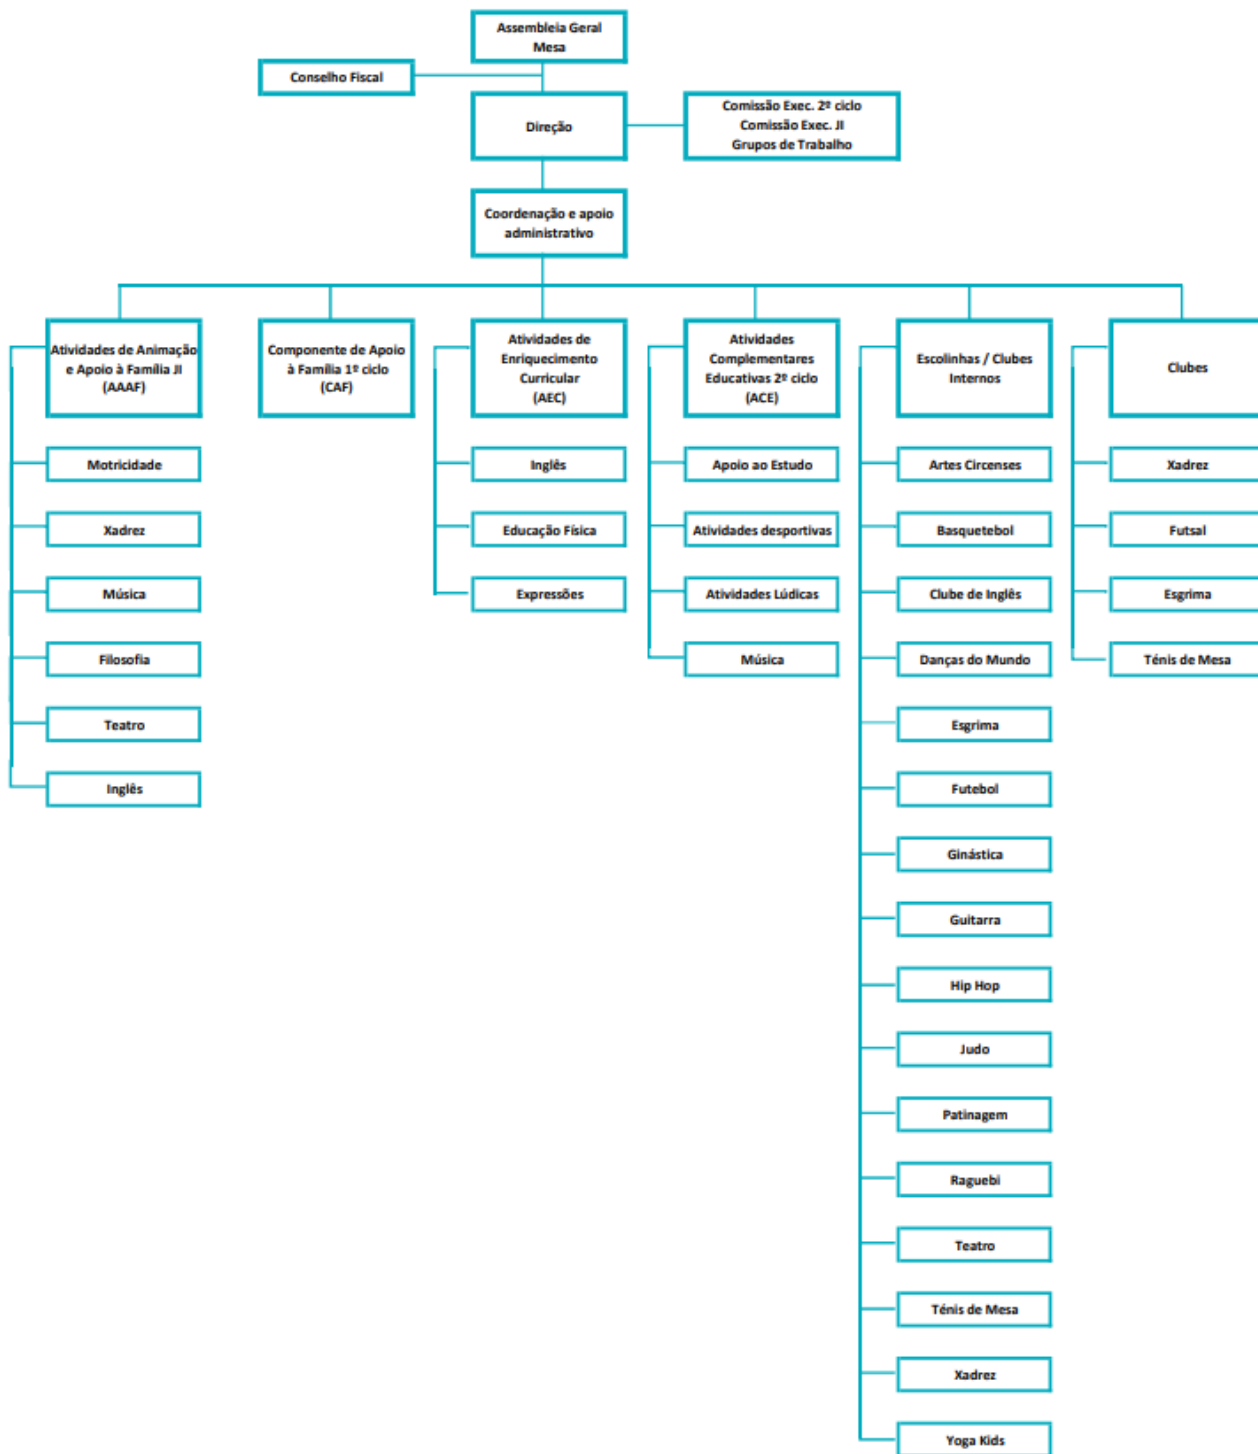 Assembleia Geral
Mesa
Conselho Fiscal
Direção
Comissão Exec. 2º ciclo
Comissão Exec. JI
Grupos de Trabalho
Coordenação e apoio
administrativo
Atividades de Animação
e Apoio à Família JI
(AAAF)
Motricidade
Xadrez
Música
Filosofia
Teatro
Inglês
Componente de Apoio
à Família 1º ciclo
(CAF)
Atividades de
Enriquecimento
Curricular
(AEC)
Inglês
Educação Física
Expressões
Atividades
Complementares
Educativas 2º ciclo
(ACE)
Apoio ao Estudo
Atividades desportivas
Atividades Lúdicas
Música
Escolinhas / Clubes
Internos
Artes Circenses
Basquetebol
Clube de Inglês
Danças do Mundo
Esgrima
Futebol
Ginástica
Guitarra
Hip Hop
Judo
Patinagem
Raguebi
Teatro
Ténis de Mesa
Xadrez
Yoga Kids
Clubes
Xadrez
Futsal
Esgrima
Ténis de Mesa